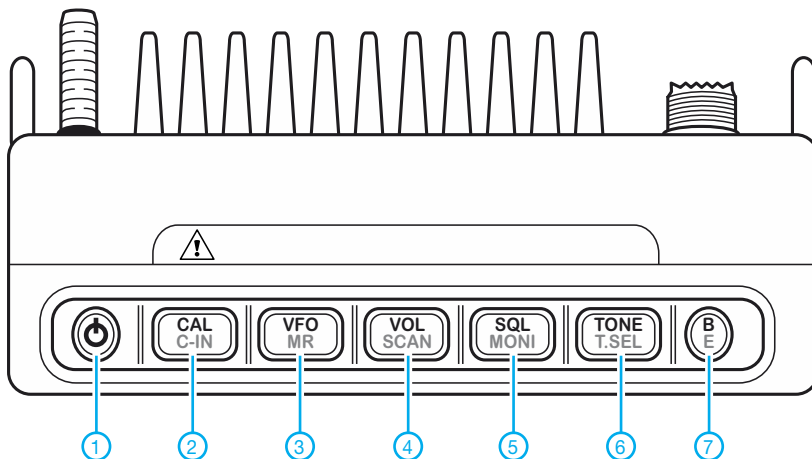 CAL
C-IN
VFO
MR
VOL
SCAN
SQL
MONI
TONE
T.SEL
B
E
1 2 3 4 5 6 7